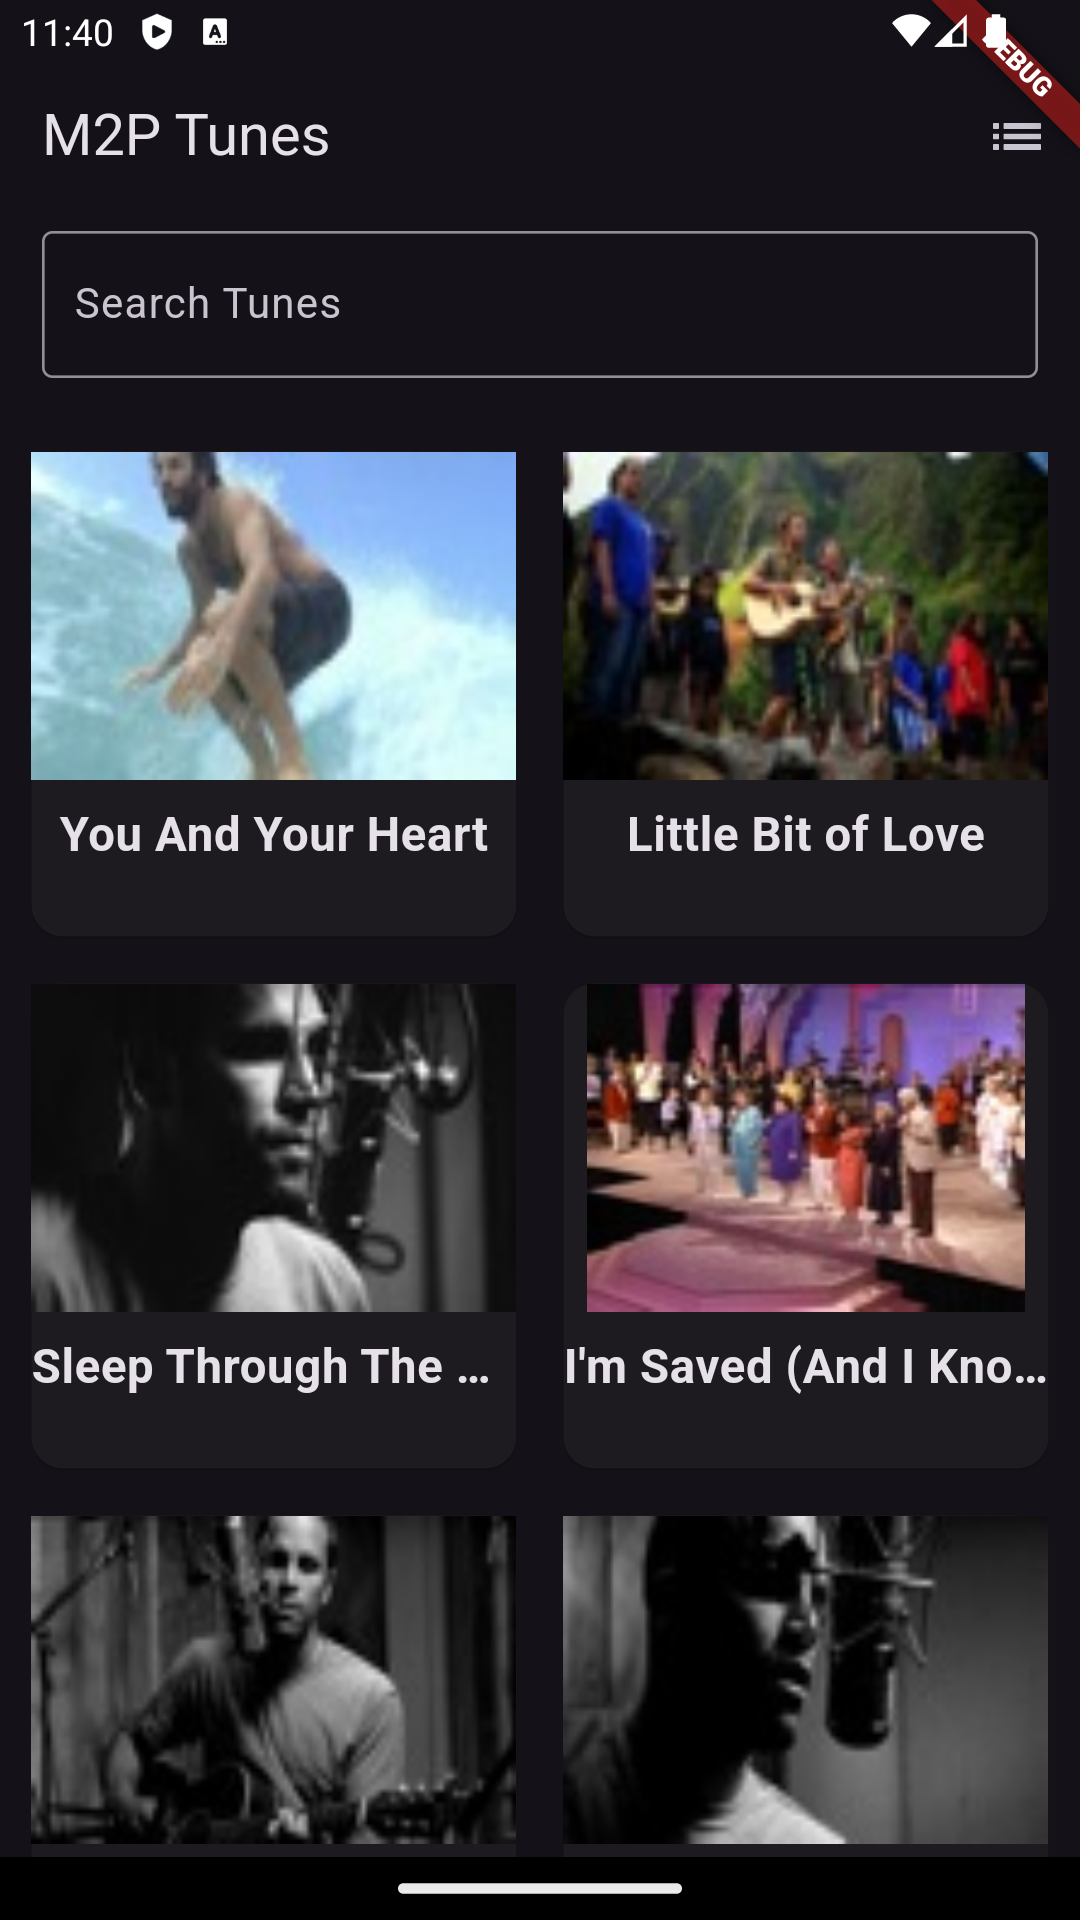 11:40
DEBUG
M2P Tunes
Search Tunes
You And Your Heart
Little Bit of Love
Sleep Through The ...
I'm Saved (And I Kno...